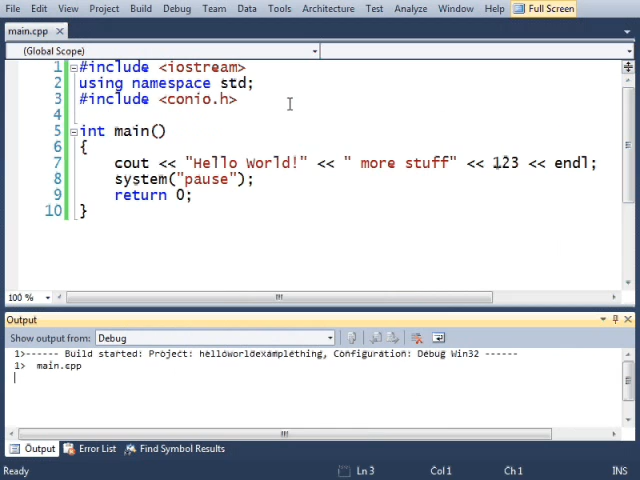 File Edit View Project Build Debug Team Data Tools Architecture Test Analyze Window Help Full Screen
main.cpp
(Global Scope)
1 #include <iostream>
2 using namespace std;
3 #include <conio.h>
4
5 int main()
6 {
7 cout << "Hello World!" << " more stuff" << 123 << endl;
8 system("pause");
9 return 0;
10 }
100 %
Output
Show output from: Debug
1>------ Build started: Project: helloworldexamplething, Configuration: Debug Win32 ------
1> main.cpp
Output Error List Find Symbol Results
Ready Ln 3 Col 1 Ch 1 INS